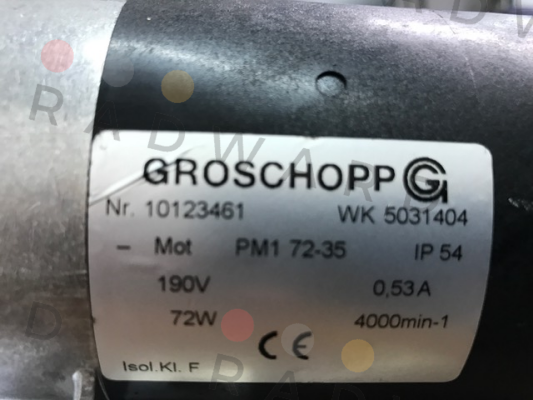 GROSCHOPP G
Nr. 10123461 WK 5031404
– Mot PM1 72-35 IP 54
190V 0,53A
72W 4000min-1
CE
Isol.Kl. F
RADWARE